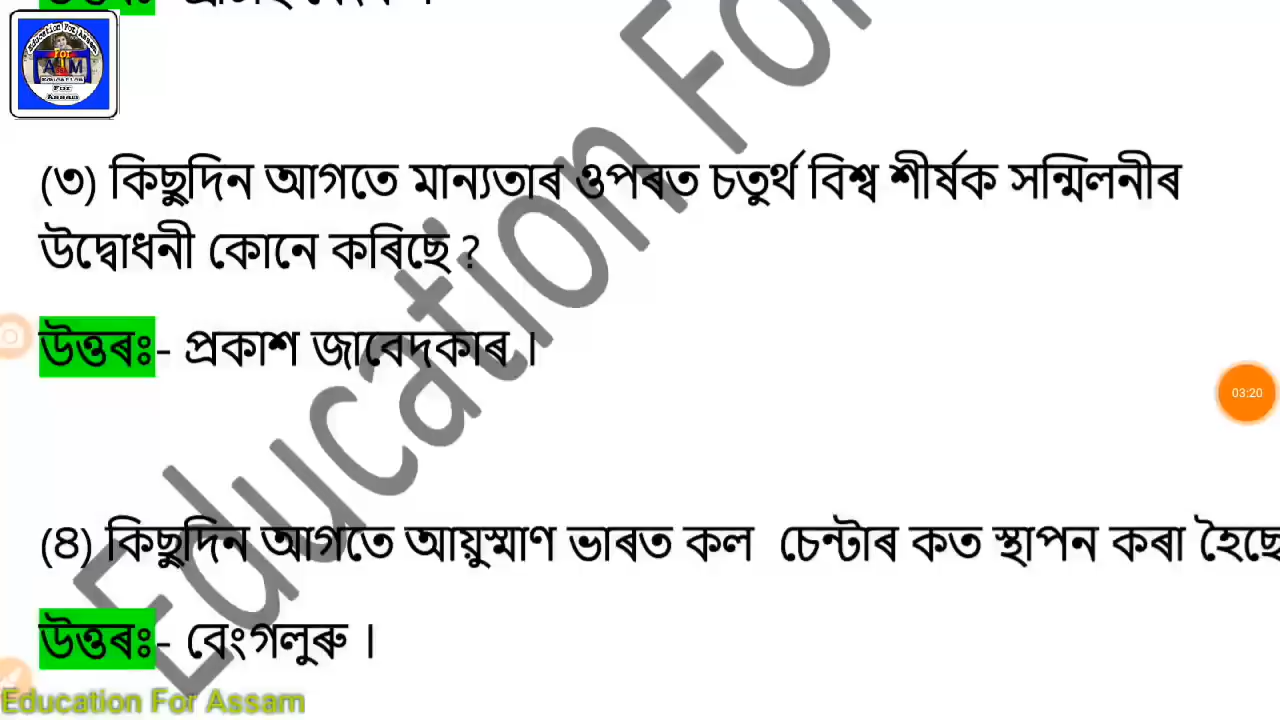 (৩) কিছুদিন আগতে মান্যতাৰ ওপৰত চতুৰ্থ বিশ্ব শীৰ্ষক সন্মিলনীৰ
উদ্বোধনী কোনে কৰিছে ?
উত্তৰঃ- প্ৰকাশ জাবেদকাৰ ।
03:20
(৪) কিছুদিন আগতে আয়ুস্মাণ ভাৰত কল চেন্টাৰ কত স্থাপন কৰা হৈছে
উত্তৰঃ- বেংগলুৰু ।
Education For
Education For Assam